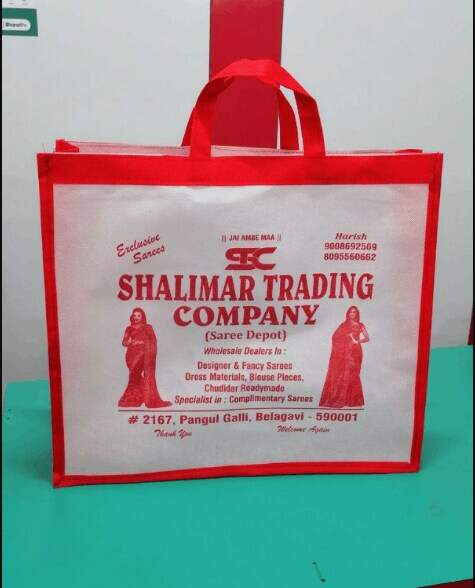 || JAI AMBE MAA ||
Exclusive
Sarees
Harish
9008692569
8095560662
SHALIMAR TRADING
COMPANY
(Saree Depot)
Wholesale Dealers In :
Designer & Fancy Sarees
Dress Materials, Blouse Pieces,
Chudidar Readymade
Specialist in : Complimentary Sarees
# 2167, Pangul Galli, Belagavi - 590001
Thank You
Welcome Again